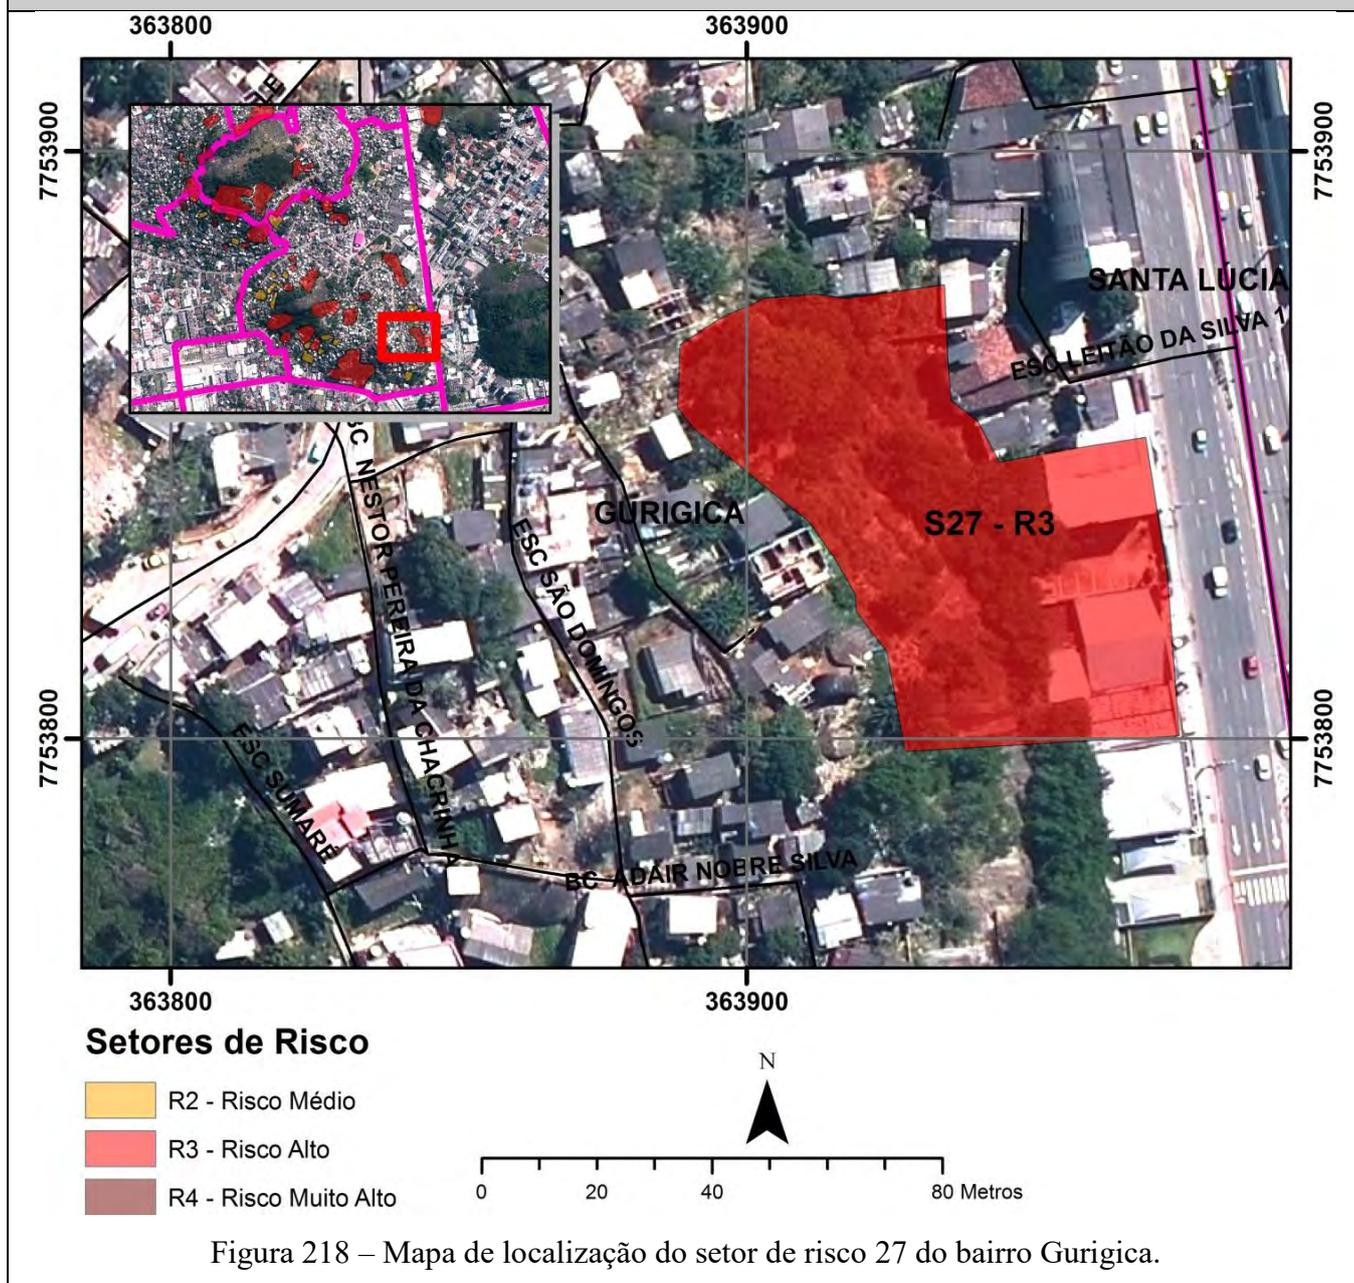 363800
363900
7753900
7753900
LEI
SANTA LÚCIA
ESC LEITÃO DA SILVA 1
BC NESTOR PEREIRA DA CHACRINHA
GURIGICA
S27 - R3
ESC SÃO DOMINGOS
7753800
7753800
ESC SUMARÉ
BC ADAIR NOBRE SILVA
363800
363900
Setores de Risco
R2 - Risco Médio
R3 - Risco Alto
R4 - Risco Muito Alto
N
0 20 40 80 Metros
Figura 218 – Mapa de localização do setor de risco 27 do bairro Gurigica.